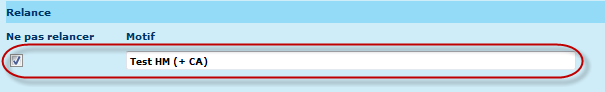 Relance
Ne pas relancer Motif
Test HM (+ CA)